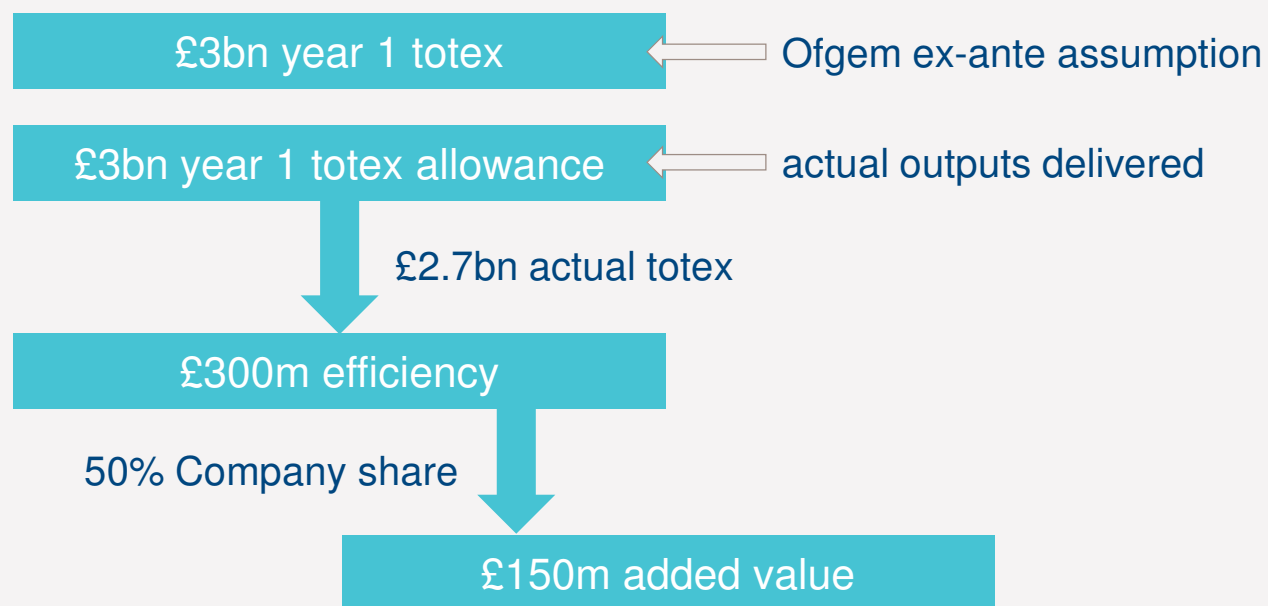 £3bn year 1 totex
Ofgem ex-ante assumption
£3bn year 1 totex allowance
actual outputs delivered
£2.7bn actual totex
£300m efficiency
50% Company share
£150m added value